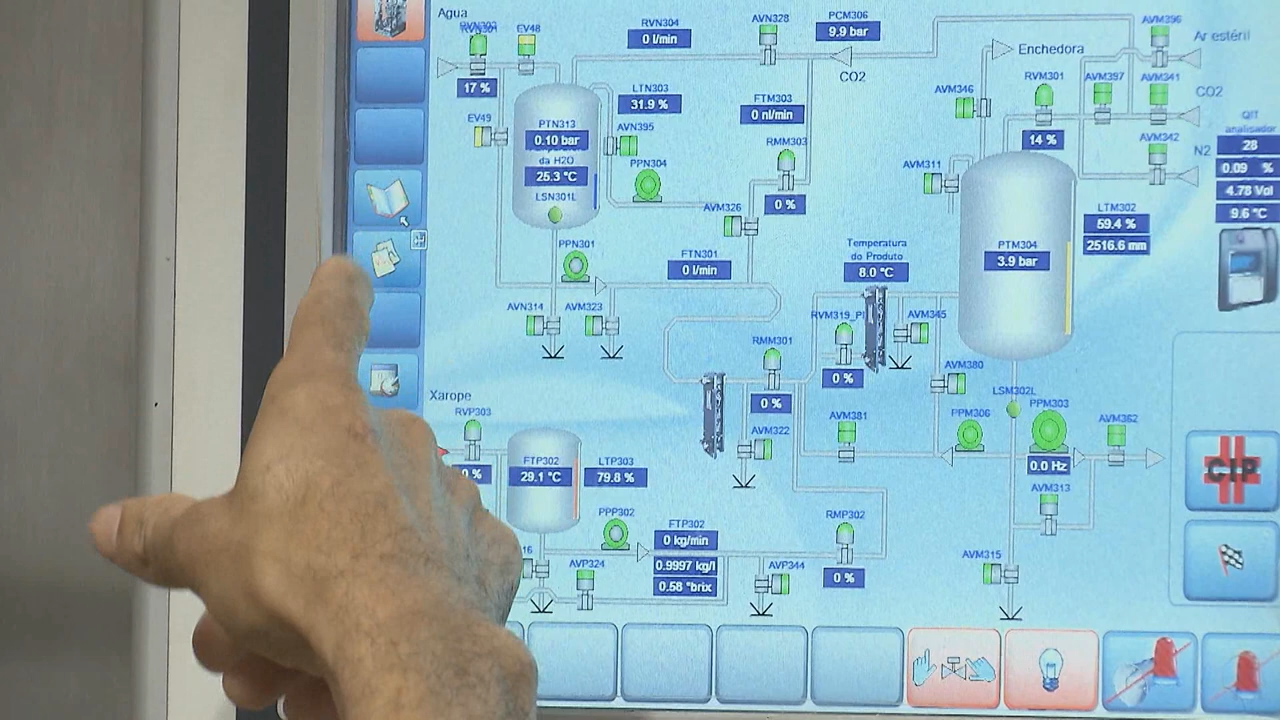 Agua
RVN304
0 l/min
AVN328
PCM306
9.9 bar
AVM396
Ar estéril
EV48
17 %
CO2
Enchedora
LTN303
31.9 %
FTM303
0 nl/min
AVM346
RVM301
AVM397
AVM341
CO2
EV49
PTN313
0.10 bar
AVN395
14 %
QIT
analisador
28
da H2O
25.3 °C
PPN304
RMM303
AVM342
N2
0.09 %
4.78 Vol
9.6 °C
LSN301L
AVM311
0 %
AVM326
LTM302
59.4 %
2516.6 mm
PPN301
FTN301
0 l/min
Temperatura
do Produto
8.0 °C
PTM304
3.9 bar
AVN314
AVM323
RVM319_P
AVM345
RMM301
0 %
0 %
AVM380
LSM302L
Xarope
RVP303
0 %
AVM322
AVM381
PPM306
PPM303
0.0 Hz
AVM362
FTP302
29.1 °C
LTP303
79.8 %
CIP
AVM313
PPP302
FTP302
0 kg/min
0.9997 kg/l
0.58 °brix
RMP302
0 %
16
AVP324
AVP344
AVM315